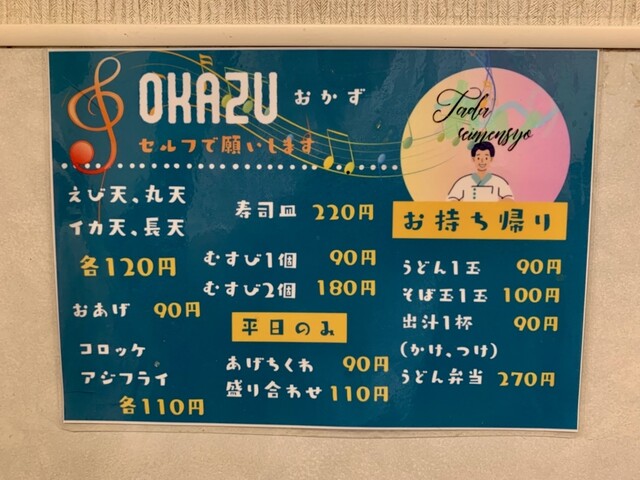 OKAZU おかず
セルフで願いします
Tada
seimensyo
えび天、丸天
イカ天、長天
各120円
おあげ 90円
コロッケ
アジフライ
各110円
寿司皿 220円
むすび1個 90円
むすび2個 180円
平日のみ
あげちくわ 90円
盛り合わせ 110円
お持ち帰り
うどん1玉 90円
そば玉1玉 100円
出汁1杯 90円
(かけ、つけ)
うどん弁当 270円